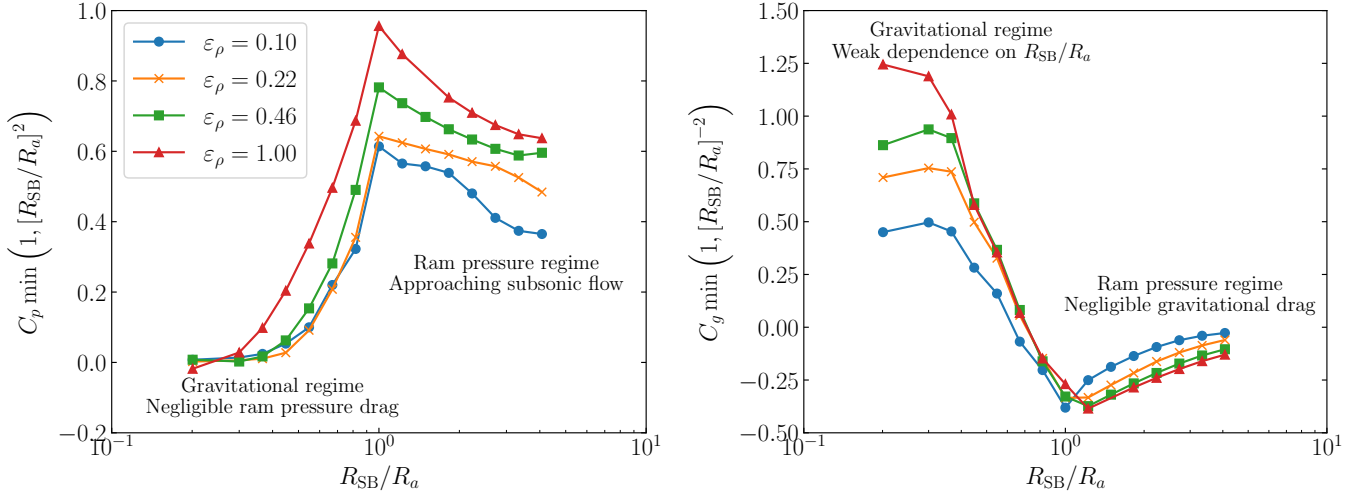 1.0
0.8
0.6
0.4
0.2
0.0
−0.2
C_p min (1, [R_SB/R_a]^2)
ε_ρ = 0.10
ε_ρ = 0.22
ε_ρ = 0.46
ε_ρ = 1.00
Ram pressure regime
Approaching subsonic flow
Gravitational regime
Negligible ram pressure drag
10^−1
10^0
10^1
R_SB/R_a
1.50
1.25
1.00
0.75
0.50
0.25
0.00
−0.25
−0.50
C_g min (1, [R_SB/R_a]^−2)
Gravitational regime
Weak dependence on R_SB/R_a
Ram pressure regime
Negligible gravitational drag
10^−1
10^0
10^1
R_SB/R_a